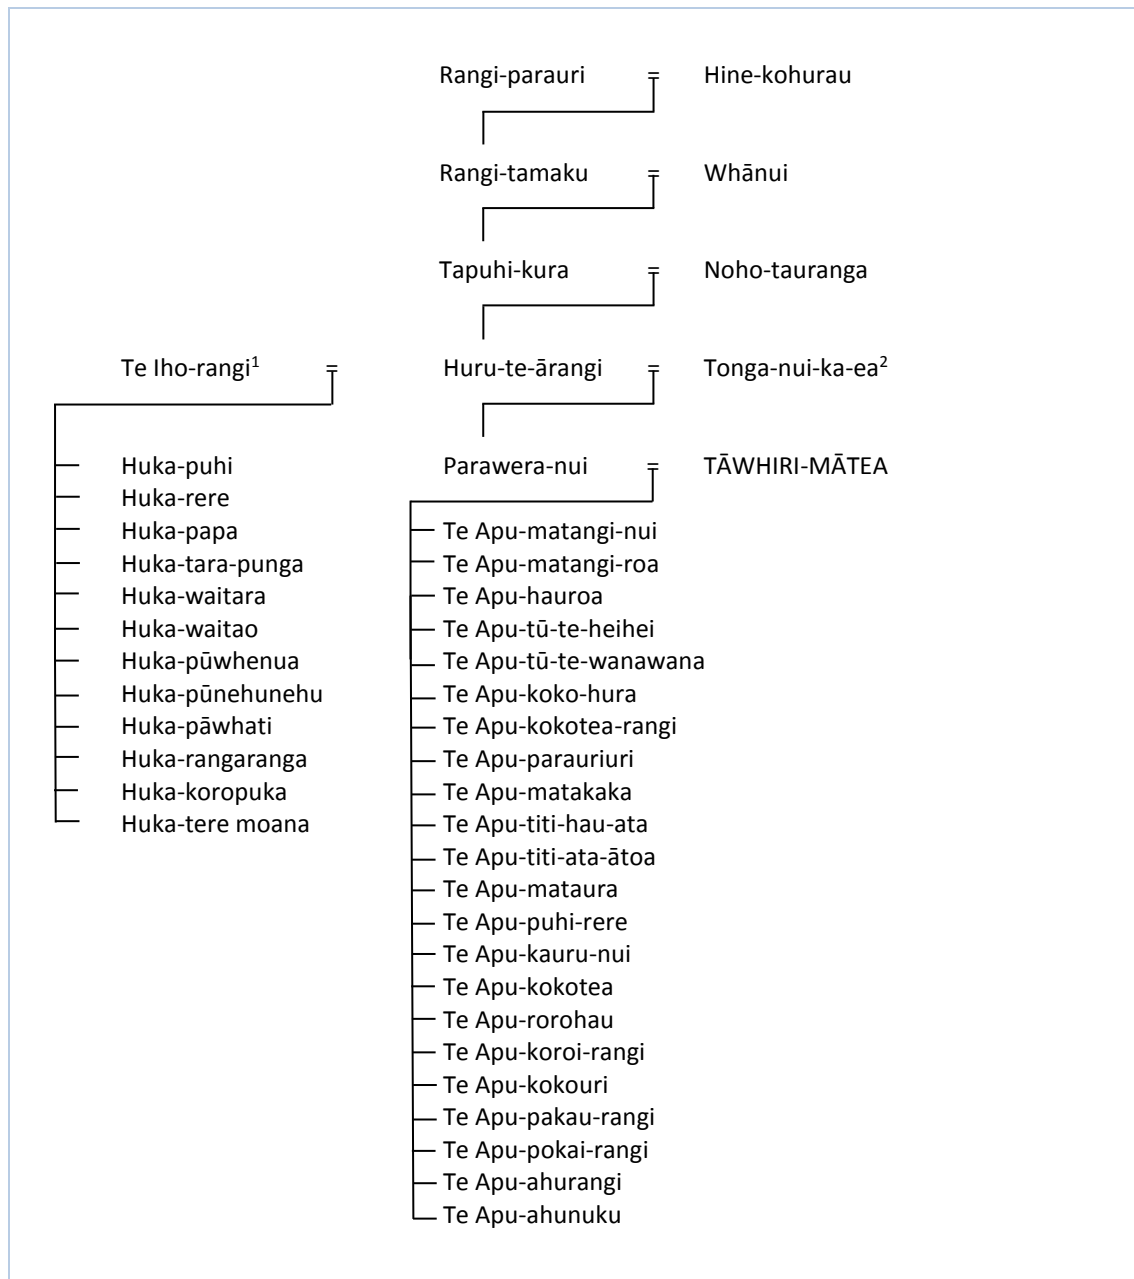 Rangi-parauri = Hine-kohurau
Rangi-tamaku = Whānui
Tapuhi-kura = Noho-tauranga
Te Iho-rangi¹ = Huru-te-ārangi = Tonga-nui-ka-ea²
Huka-puhi Parawera-nui = TĀWHIRI-MĀTEA
Huka-rere
Huka-papa Te Apu-matangi-nui
Huka-tara-punga Te Apu-matangi-roa
Huka-waitara Te Apu-hauroa
Huka-waitao Te Apu-tū-te-heihei
Huka-pūwhenua Te Apu-tū-te-wanawana
Huka-pūnehunehu Te Apu-koko-hura
Huka-pāwhati Te Apu-kokotea-rangi
Huka-rangaranga Te Apu-parauriuri
Huka-koropuka Te Apu-matakaka
Huka-tere moana Te Apu-titi-hau-ata
Te Apu-titi-ata-ātoa
Te Apu-mataura
Te Apu-puhi-rere
Te Apu-kauru-nui
Te Apu-kokotea
Te Apu-rorohau
Te Apu-koroi-rangi
Te Apu-kokouri
Te Apu-pakau-rangi
Te Apu-pokai-rangi
Te Apu-ahurangi
Te Apu-ahunuku